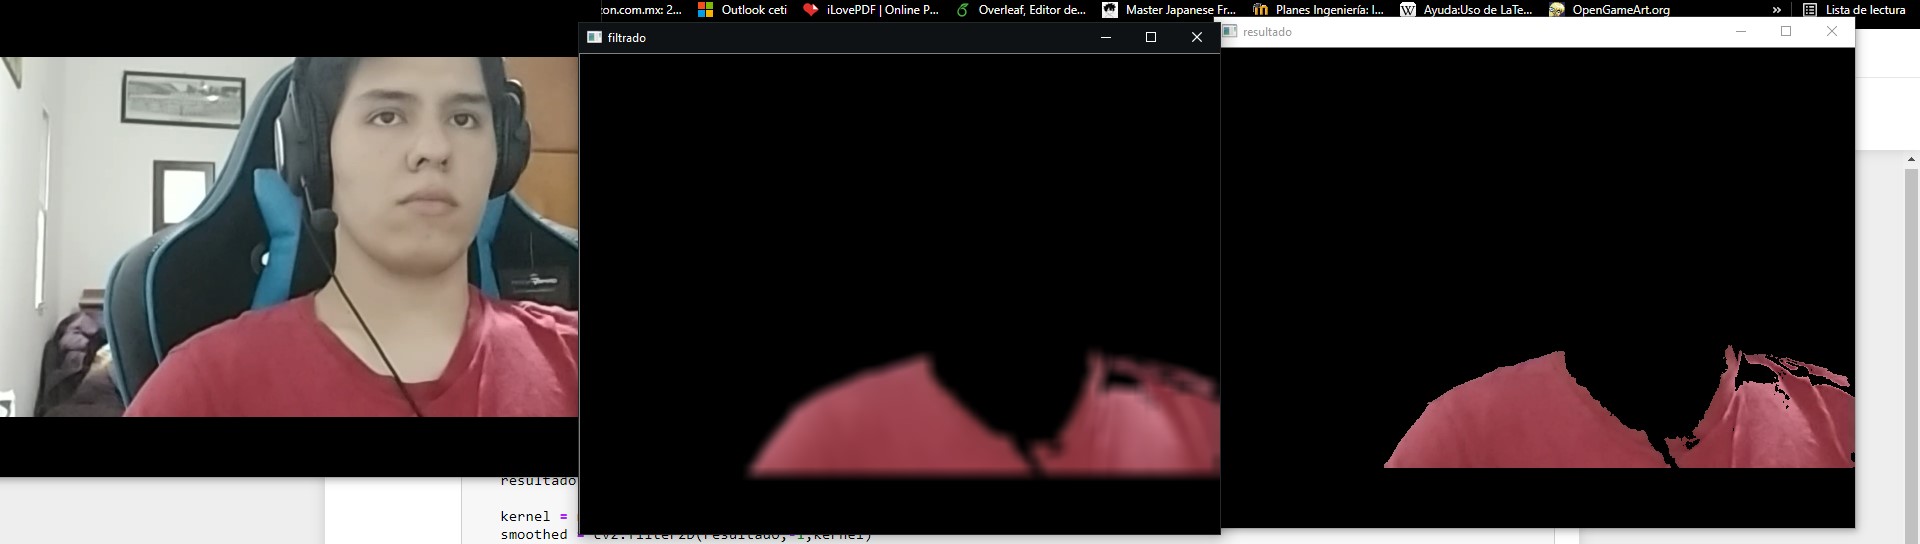 zon.com.mx: 2... Outlook ceti iLovePDF | Online P... Overleaf, Editor de... Master Japanese Fr... Planes Ingeniería: I... W Ayuda:Uso de LaTe... OpenGameArt.org » Lista de lectura
filtrado
resultado
resultado
kernel =
smoothed = cv2.filter2D(resultado,-1,kernel)